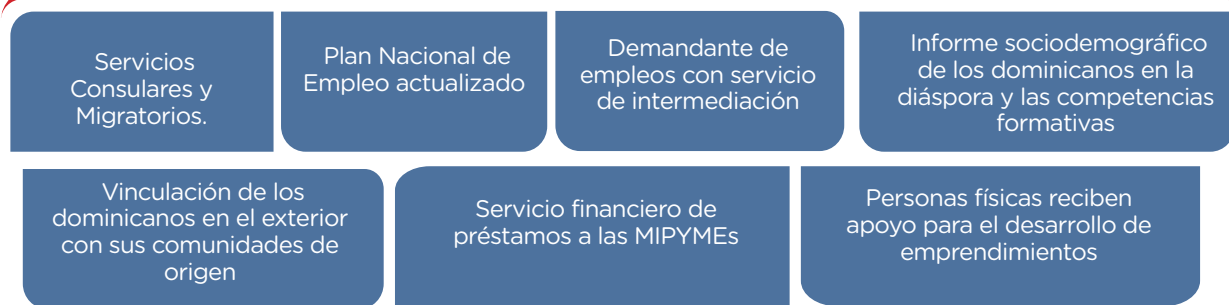 Servicios
Consulares y
Migratorios.
Plan Nacional de
Empleo actualizado
Demandante de
empleos con servicio
de intermediación
Informe sociodemográfico
de los dominicanos en la
diáspora y las competencias
formativas
Vinculación de los
dominicanos en el exterior
con sus comunidades de
origen
Servicio financiero de
préstamos a las MIPYMEs
Personas físicas reciben
apoyo para el desarrollo de
emprendimientos